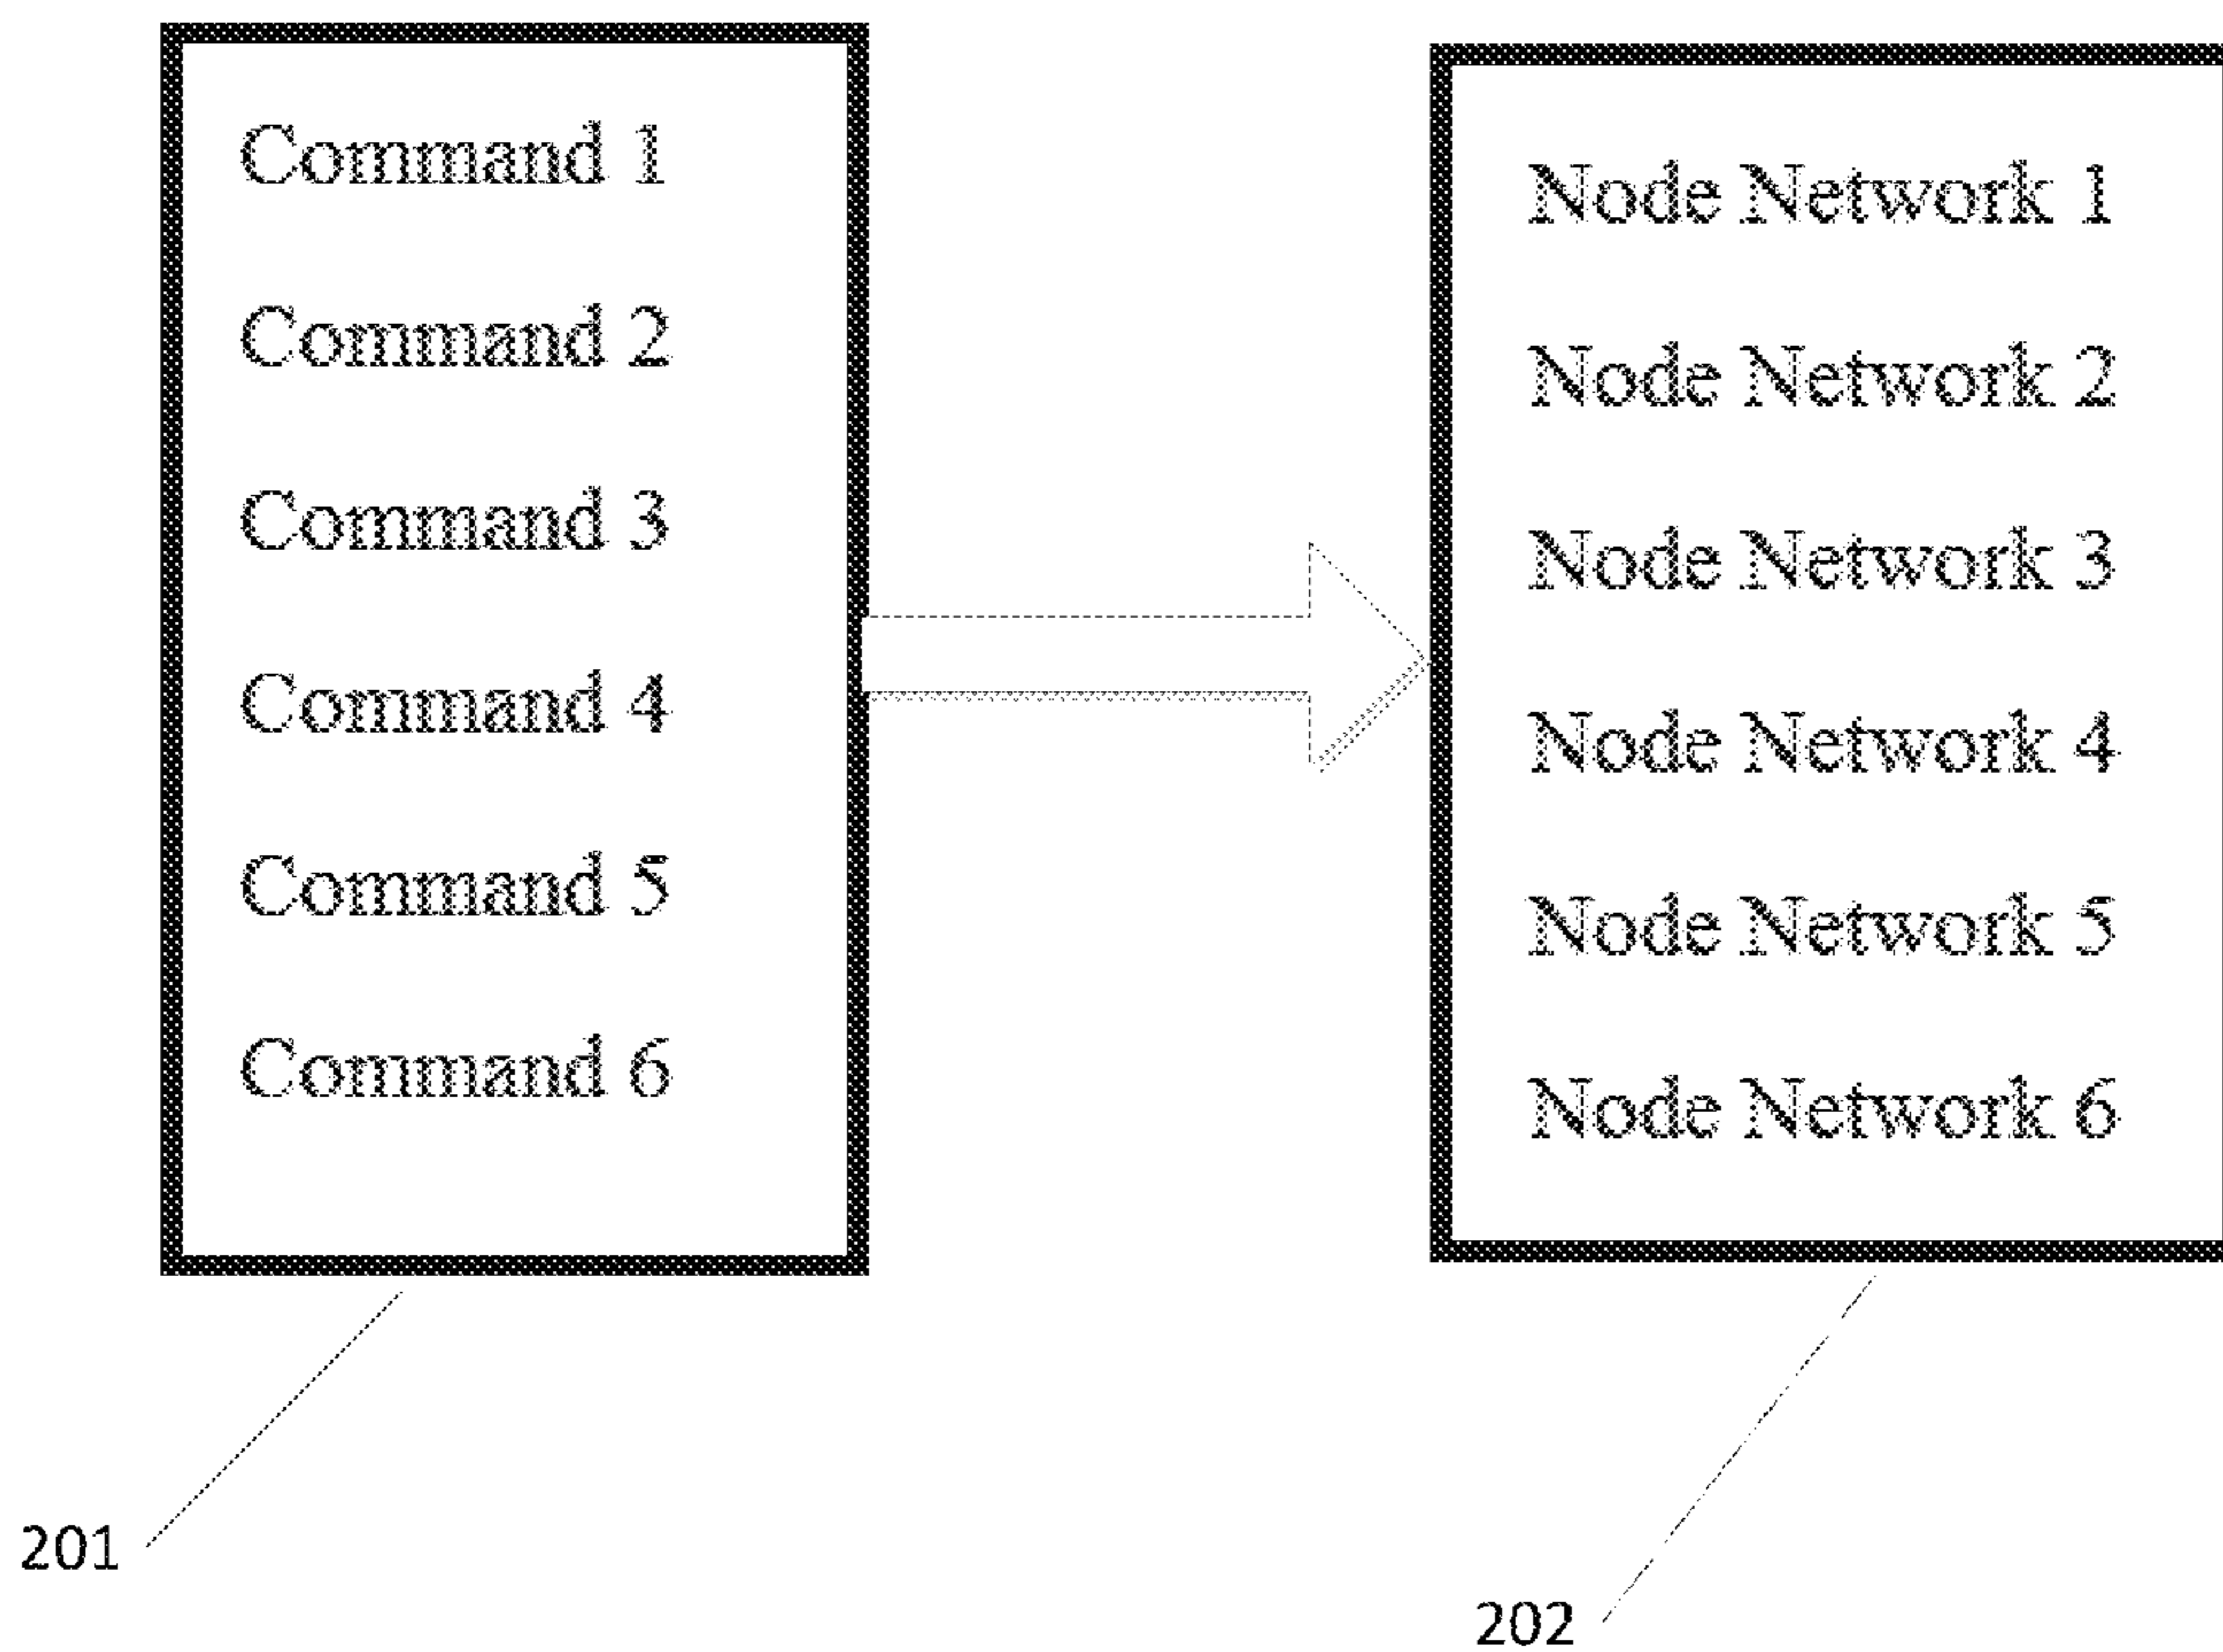 Command 1
Command 2
Command 3
Command 4
Command 5
Command 6
Node Network 1
Node Network 2
Node Network 3
Node Network 4
Node Network 5
Node Network 6
201
202